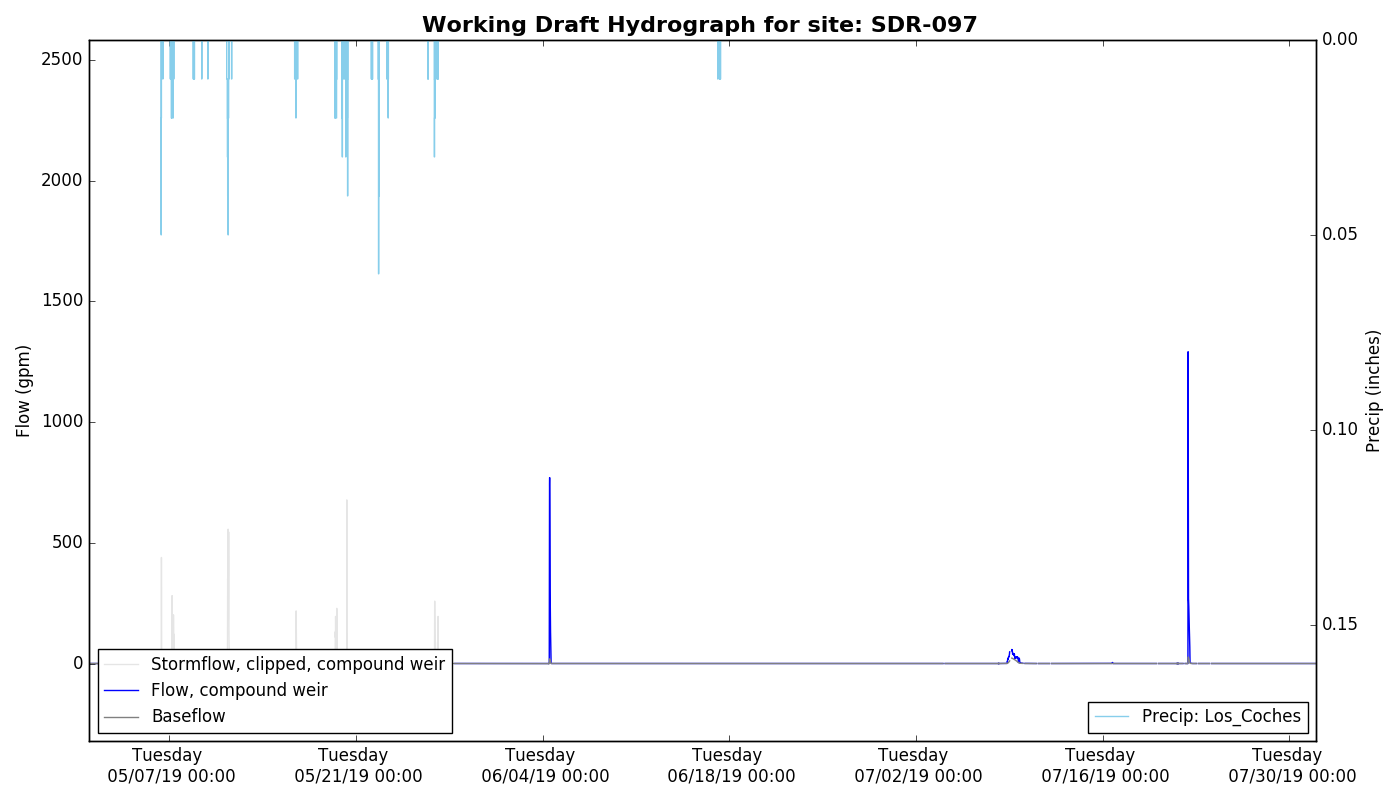 Working Draft Hydrograph for site: SDR-097
2500
2000
1500
1000
500
0
Flow (gpm)
0.00
0.05
0.10
0.15
Precip (inches)
Stormflow, clipped, compound weir
Flow, compound weir
Baseflow
Precip: Los_Coches
Tuesday
05/07/19 00:00
Tuesday
05/21/19 00:00
Tuesday
06/04/19 00:00
Tuesday
06/18/19 00:00
Tuesday
07/02/19 00:00
Tuesday
07/16/19 00:00
Tuesday
07/30/19 00:00